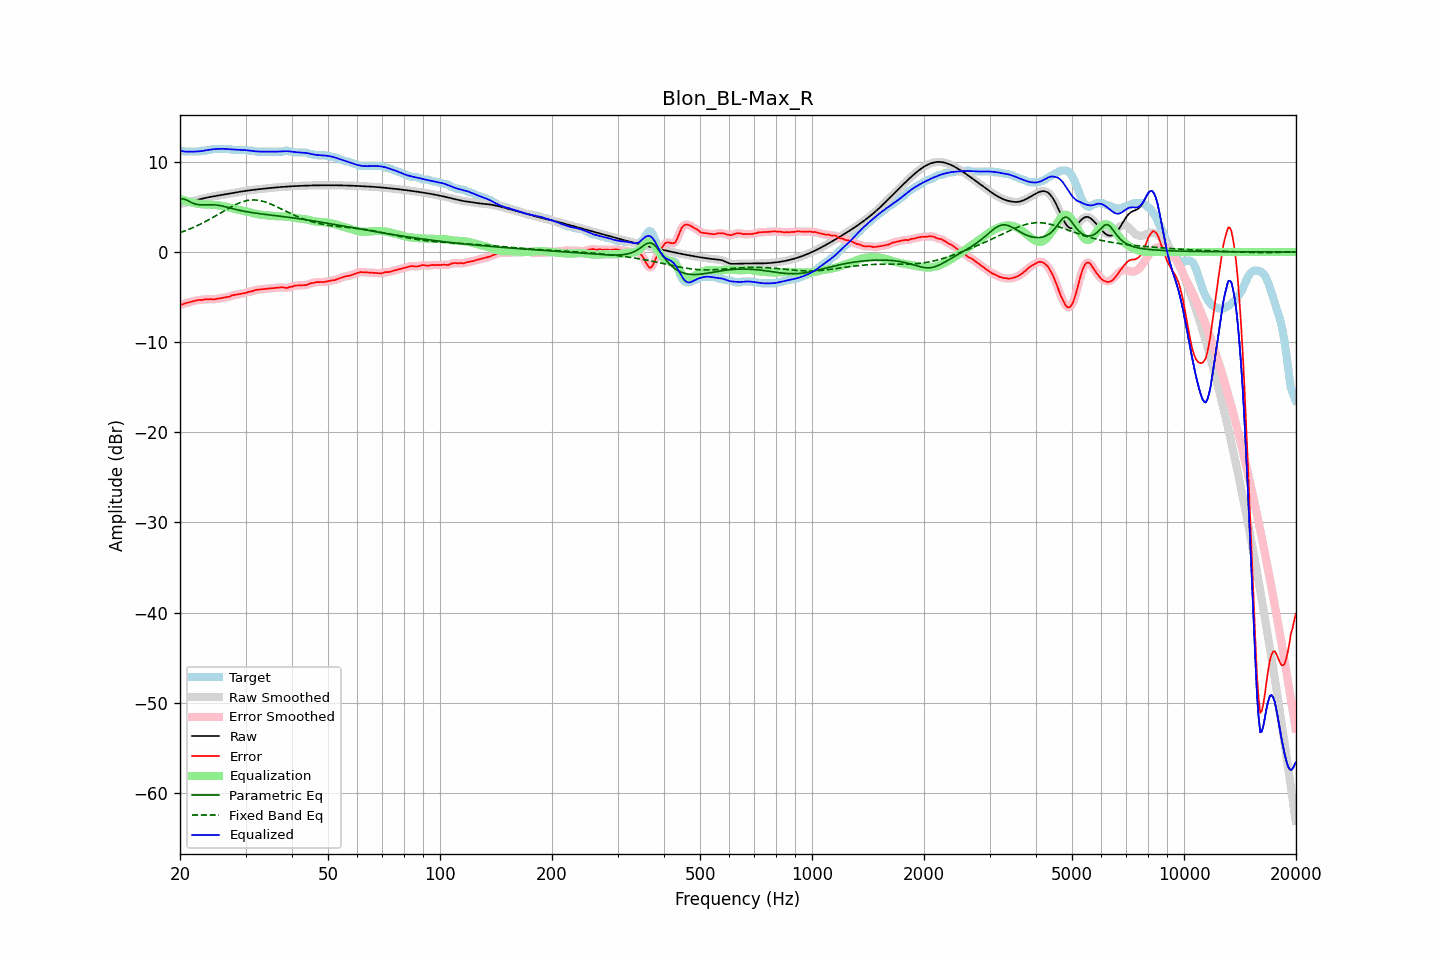 Blon_BL-Max_R
10
0
−10
−20
−30
−40
−50
−60
Amplitude (dBr)
Target
Raw Smoothed
Error Smoothed
Raw
Error
Equalization
Parametric Eq
Fixed Band Eq
Equalized
20 50 100 200 500 1000 2000 5000 10000 20000
Frequency (Hz)